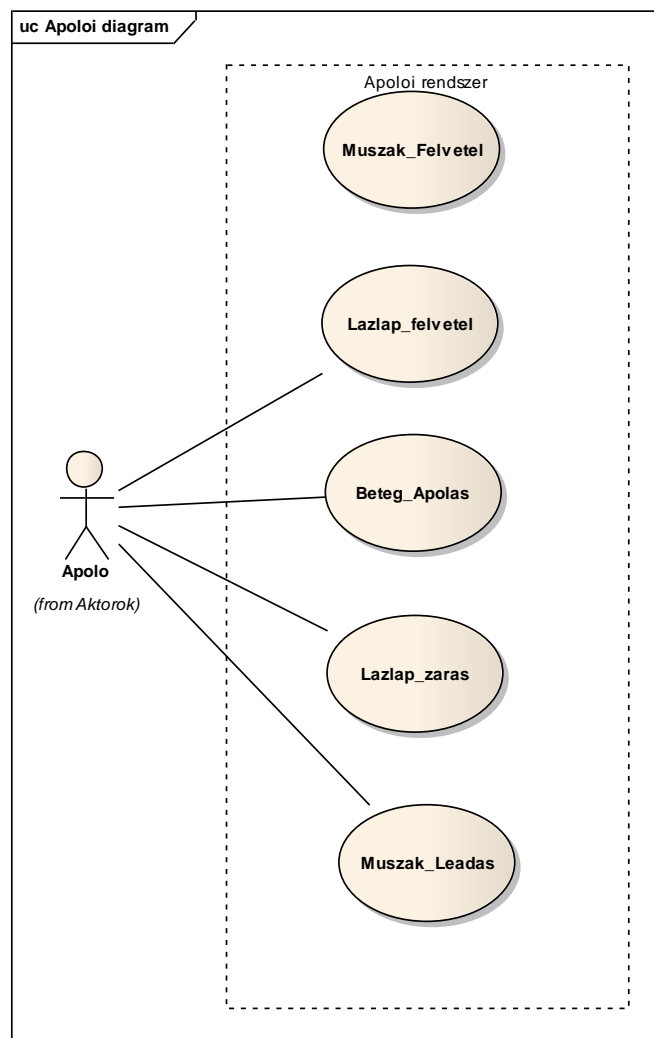 uc Apoloi diagram
Apoloi rendszer
Muszak_Felvetel
Lazlap_felvetel
Beteg_Apolas
Apolo
(from Aktorok)
Lazlap_zaras
Muszak_Leadas